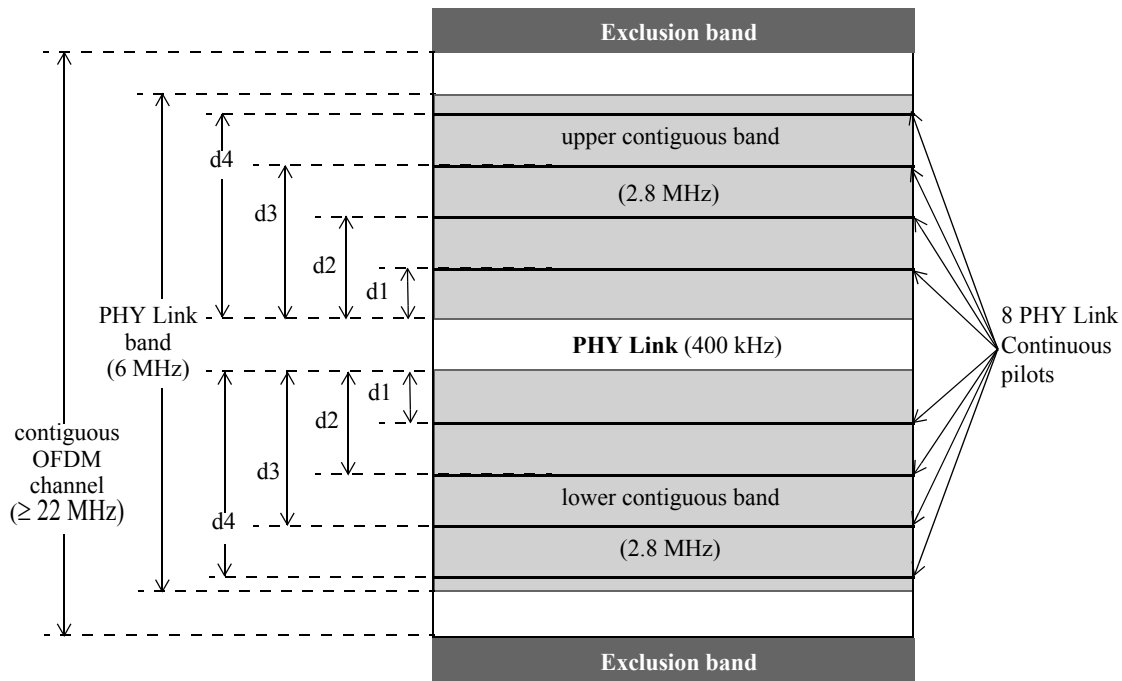 Exclusion band
upper contiguous band
d4
(2.8 MHz)
d3
d2
d1
PHY Link
band
(6 MHz)
PHY Link (400 kHz)
8 PHY Link
Continuous
pilots
d1
d2
contiguous
OFDM
channel
(≥ 22 MHz)
d3
lower contiguous band
d4
(2.8 MHz)
Exclusion band